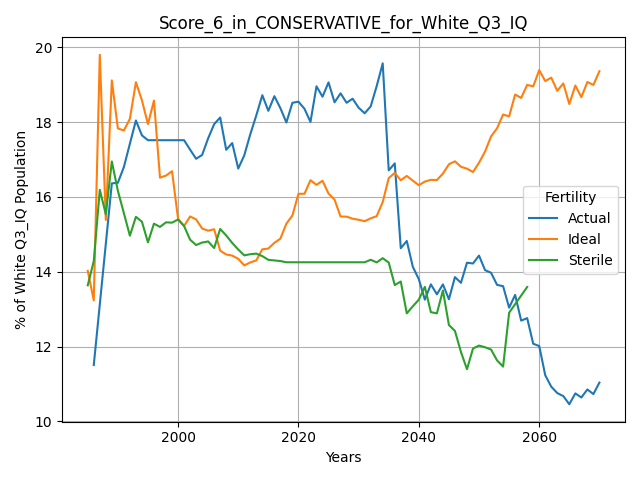 Score_6_in_CONSERVATIVE_for_White_Q3_IQ
% of White Q3_IQ Population
20
18
16
14
12
10
Fertility
Actual
Ideal
Sterile
2000 2020 2040 2060
Years